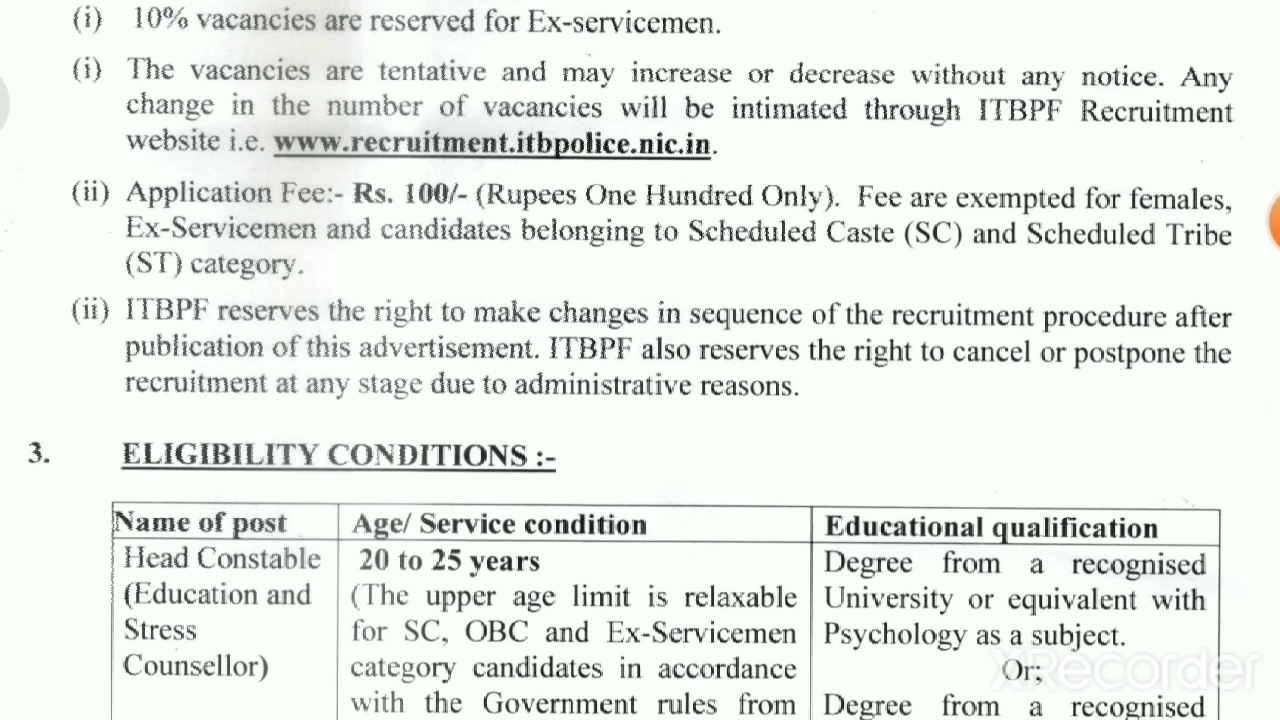 (i) 10% vacancies are reserved for Ex-servicemen.
(i) The vacancies are tentative and may increase or decrease without any notice. Any
change in the number of vacancies will be intimated through ITBPF Recruitment
website i.e. www.recruitment.itbpolice.nic.in.
(ii) Application Fee:- Rs. 100/- (Rupees One Hundred Only). Fee are exempted for females,
Ex-Servicemen and candidates belonging to Scheduled Caste (SC) and Scheduled Tribe
(ST) category.
(ii) ITBPF reserves the right to make changes in sequence of the recruitment procedure after
publication of this advertisement. ITBPF also reserves the right to cancel or postpone the
recruitment at any stage due to administrative reasons.
3. ELIGIBILITY CONDITIONS :-
Name of post
Head Constable
(Education and
Stress
Counsellor)
Age/ Service condition
20 to 25 years
(The upper age limit is relaxable
for SC, OBC and Ex-Servicemen
category candidates in accordance
with the Government rules from
Educational qualification
Degree from a recognised
University or equivalent with
Psychology as a subject.
Or;
Degree from a recognised
XRecorder